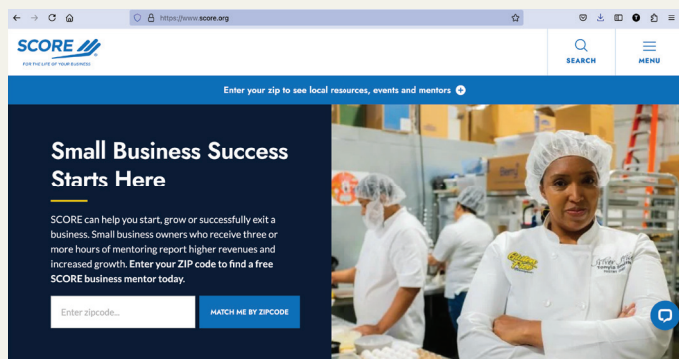 https://www.score.org
SCORE
FOR THE LIFE OF YOUR BUSINESS
SEARCH
MENU
Enter your zip to see local resources, events and mentors
Small Business Success
Starts Here
SCORE can help you start, grow or successfully exit a
business. Small business owners who receive three or
more hours of mentoring report higher revenues and
increased growth. Enter your ZIP code to find a free
SCORE business mentor today.
Enter zipcode...
MATCH ME BY ZIPCODE